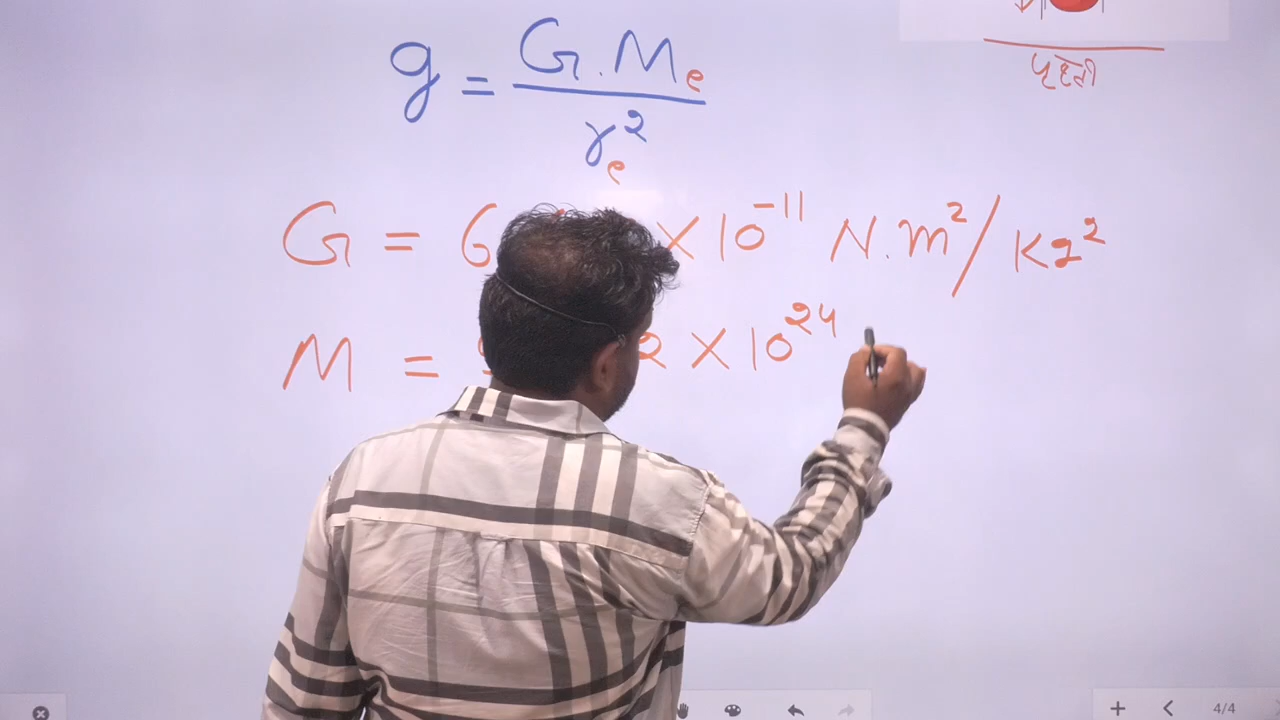 पृथ्वी
g = G.Me / re²
G = 6 × 10⁻¹¹ N.m² / Kg²
M = 2 × 10²⁴
4/4